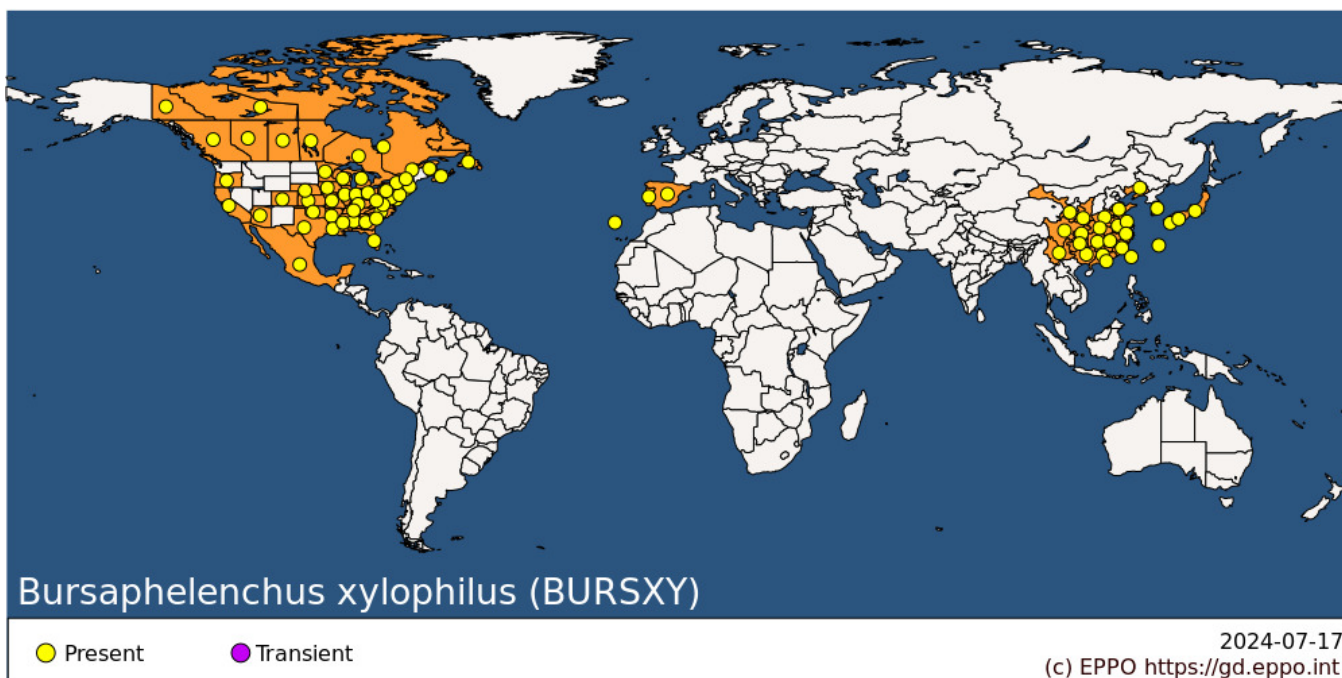 Bursaphelenchus xylophilus (BURSXY)
Present
Transient
2024-07-17
(c) EPPO https://gd.eppo.int